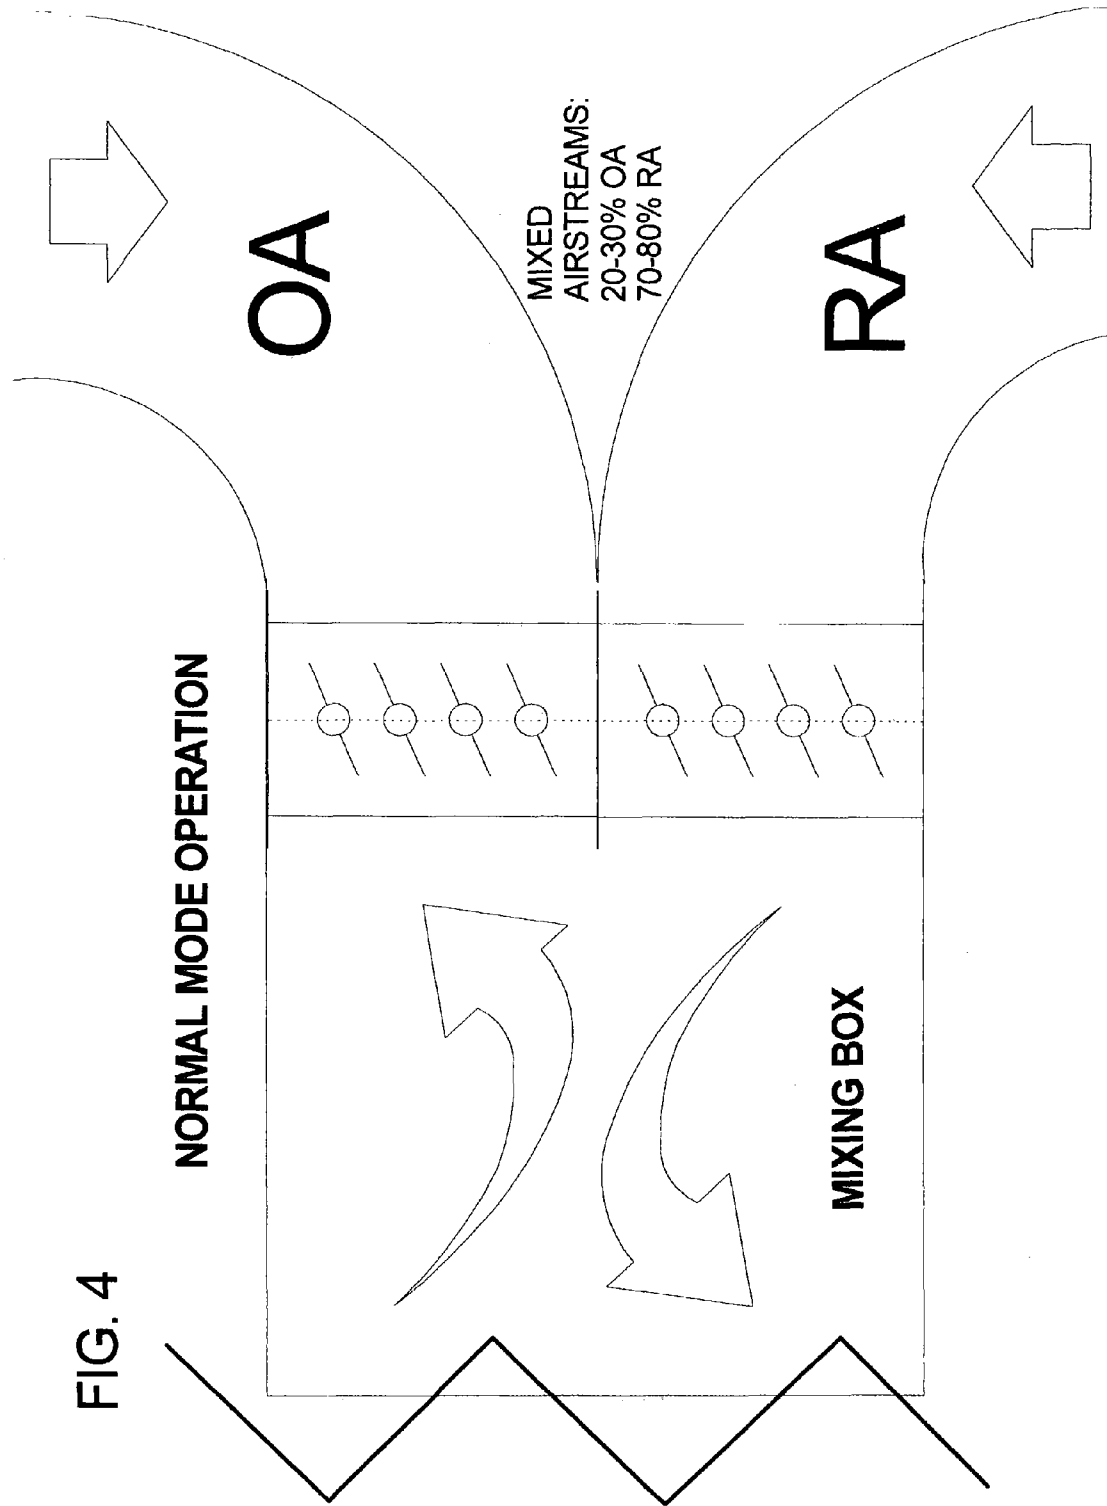 FIG. 4
NORMAL MODE OPERATION
OA
MIXED
AIRSTREAMS:
20-30% OA
70-80% RA
RA
MIXING BOX